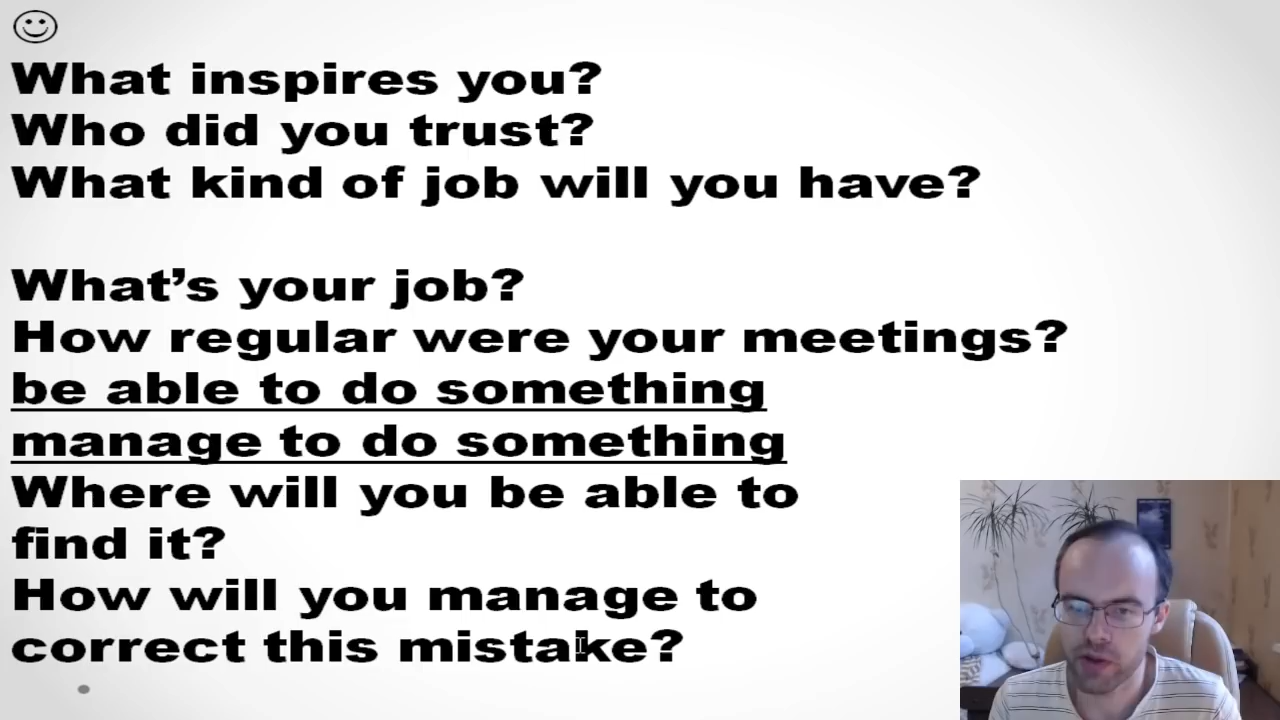 What inspires you?
Who did you trust?
What kind of job will you have?
What’s your job?
How regular were your meetings?
be able to do something
manage to do something
Where will you be able to
find it?
How will you manage to
correct this mistake?